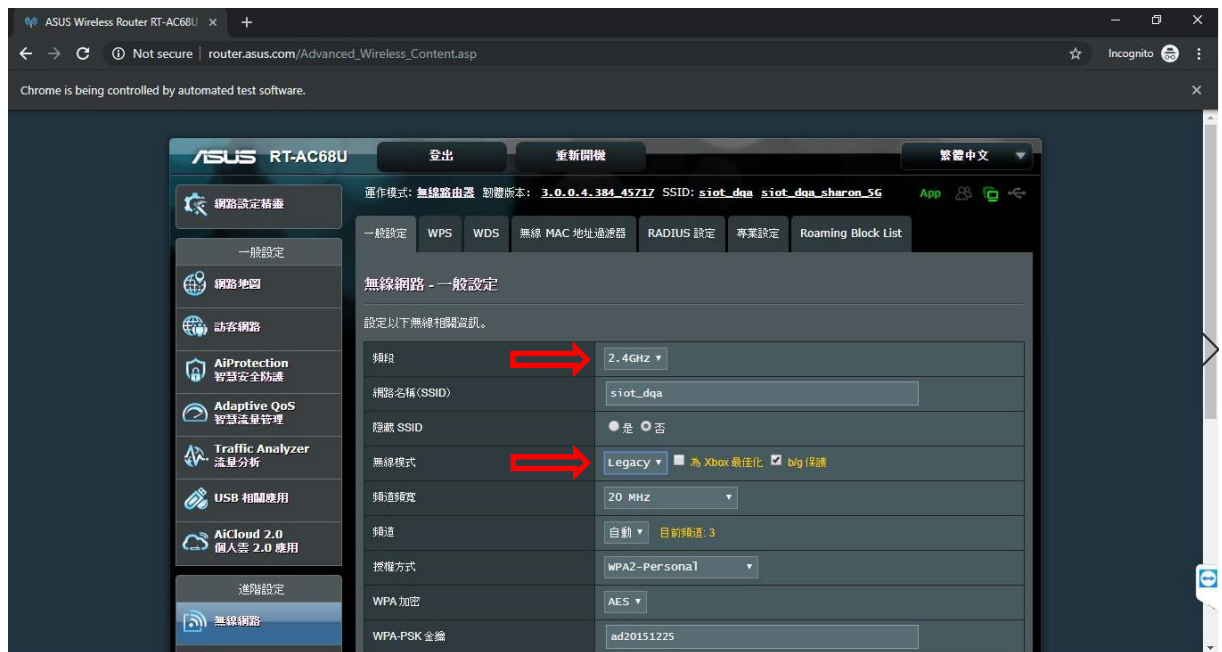 ASUS Wireless Router RT-AC68U
Not secure | router.asus.com/Advanced_Wireless_Content.asp
Incognito
Chrome is being controlled by automated test software.
ASUS RT-AC68U 登出 重新開機 繁體中文
運作模式: 無線路由器 韌體版本: 3.0.0.4.384_45717 SSID: siot_dqa siot_dqa_sharon_5G App
網路設定精靈
一般設定 WPS WDS 無線 MAC 地址過濾器 RADIUS 設定 專業設定 Roaming Block List
一般設定
網路地圖
訪客網路
AiProtection
智慧安全防護
Adaptive QoS
智慧流量管理
Traffic Analyzer
流量分析
USB 相關應用
AiCloud 2.0
個人雲 2.0 應用
進階設定
無線網路
無線網路 - 一般設定
設定以下無線相關資訊。
頻段 2.4GHz
網路名稱(SSID) siot_dqa
隱藏 SSID 是 否
無線模式 Legacy 為 Xbox 最佳化 b/g 保護
頻道頻寬 20 MHz
頻道 自動 目前頻道: 3
授權方式 WPA2-Personal
WPA 加密 AES
WPA-PSK 金鑰 ad20151225